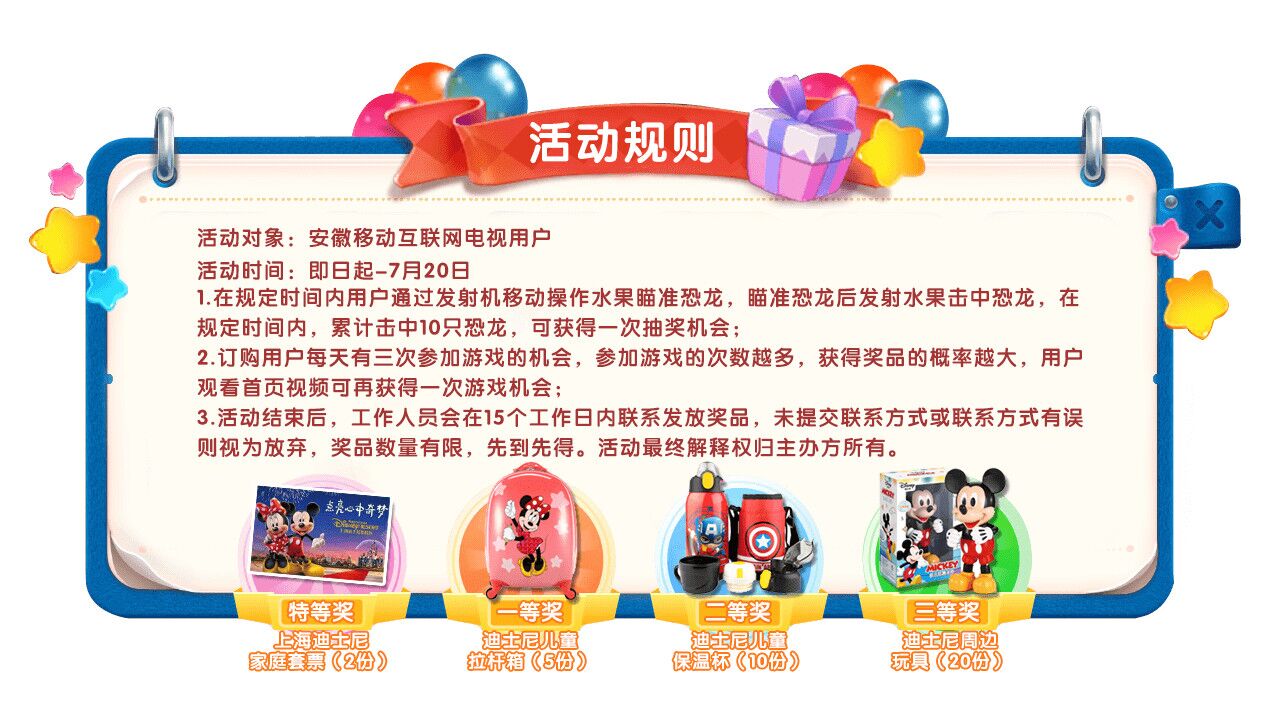 活动规则
活动对象：安徽移动互联网电视用户
活动时间：即日起-7月20日
1.在规定时间内用户通过发射机移动操作水果瞄准恐龙，瞄准恐龙后发射水果击中恐龙，在
规定时间内，累计击中10只恐龙，可获得一次抽奖机会；
2.订购用户每天有三次参加游戏的机会，参加游戏的次数越多，获得奖品的概率越大，用户
观看首页视频可再获得一次游戏机会；
3.活动结束后，工作人员会在15个工作日内联系发放奖品，未提交联系方式或联系方式有误
则视为放弃，奖品数量有限，先到先得。活动最终解释权归主办方所有。
点亮心中奇梦
Disney RESORT
Disney
MICKEY
MICKEY
特等奖
一等奖
二等奖
三等奖
上海迪士尼
家庭套票（2份）
迪士尼儿童
拉杆箱（5份）
迪士尼儿童
保温杯（10份）
迪士尼周边
玩具（20份）